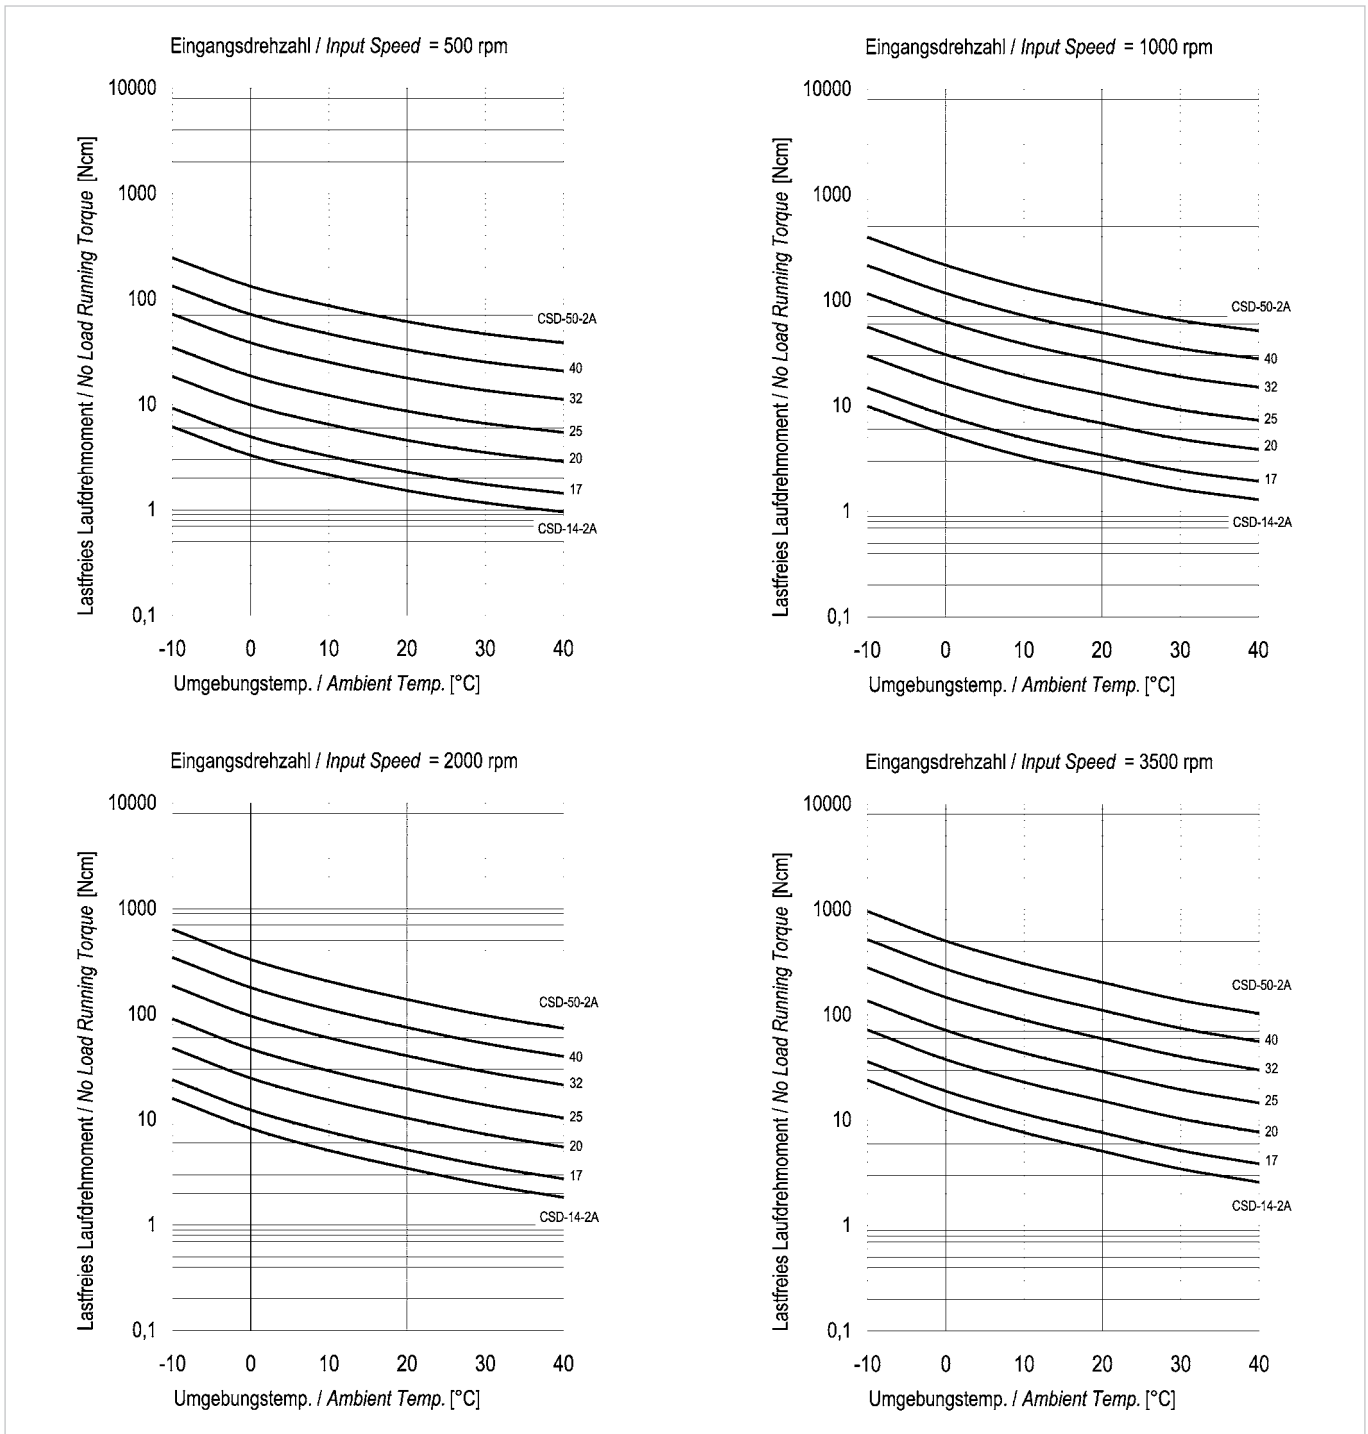 Eingangsdrehzahl / Input Speed = 500 rpm
Lastfreies Laufdrehmoment / No Load Running Torque [Ncm]
10000
1000
100
10
1
0,1
CSD-50-2A
40
32
25
20
17
CSD-14-2A
-10 0 10 20 30 40
Umgebungstemp. / Ambient Temp. [°C]
Eingangsdrehzahl / Input Speed = 1000 rpm
Lastfreies Laufdrehmoment / No Load Running Torque [Ncm]
10000
1000
100
10
1
0,1
CSD-50-2A
40
32
25
20
17
CSD-14-2A
-10 0 10 20 30 40
Umgebungstemp. / Ambient Temp. [°C]
Eingangsdrehzahl / Input Speed = 2000 rpm
Lastfreies Laufdrehmoment / No Load Running Torque [Ncm]
10000
1000
100
10
1
0,1
CSD-50-2A
40
32
25
20
17
CSD-14-2A
-10 0 10 20 30 40
Umgebungstemp. / Ambient Temp. [°C]
Eingangsdrehzahl / Input Speed = 3500 rpm
Lastfreies Laufdrehmoment / No Load Running Torque [Ncm]
10000
1000
100
10
1
0,1
CSD-50-2A
40
32
25
20
17
CSD-14-2A
-10 0 10 20 30 40
Umgebungstemp. / Ambient Temp. [°C]